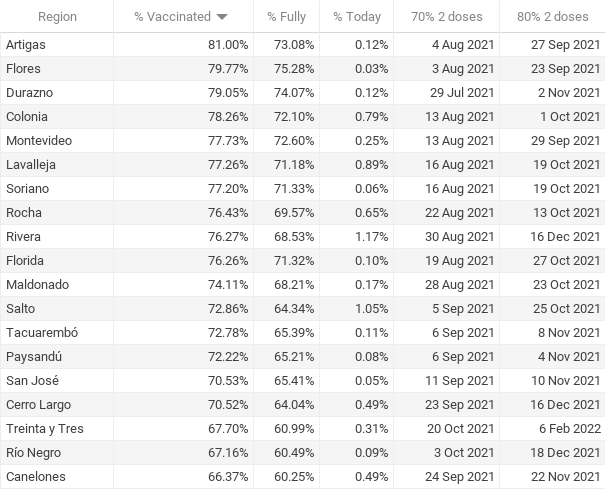 Region % Vaccinated % Fully % Today 70% 2 doses 80% 2 doses
Artigas 81.00% 73.08% 0.12% 4 Aug 2021 27 Sep 2021
Flores 79.77% 75.28% 0.03% 3 Aug 2021 23 Sep 2021
Durazno 79.05% 74.07% 0.12% 29 Jul 2021 2 Nov 2021
Colonia 78.26% 72.10% 0.79% 13 Aug 2021 1 Oct 2021
Montevideo 77.73% 72.60% 0.25% 13 Aug 2021 29 Sep 2021
Lavalleja 77.26% 71.18% 0.89% 16 Aug 2021 19 Oct 2021
Soriano 77.20% 71.33% 0.06% 16 Aug 2021 19 Oct 2021
Rocha 76.43% 69.57% 0.65% 22 Aug 2021 13 Oct 2021
Rivera 76.27% 68.53% 1.17% 30 Aug 2021 16 Dec 2021
Florida 76.26% 71.32% 0.10% 19 Aug 2021 27 Oct 2021
Maldonado 74.11% 68.21% 0.17% 28 Aug 2021 23 Oct 2021
Salto 72.86% 64.34% 1.05% 5 Sep 2021 25 Oct 2021
Tacuarembó 72.78% 65.39% 0.11% 6 Sep 2021 8 Nov 2021
Paysandú 72.22% 65.21% 0.08% 6 Sep 2021 4 Nov 2021
San José 70.53% 65.41% 0.05% 11 Sep 2021 10 Nov 2021
Cerro Largo 70.52% 64.04% 0.49% 23 Sep 2021 16 Dec 2021
Treinta y Tres 67.70% 60.99% 0.31% 20 Oct 2021 6 Feb 2022
Río Negro 67.16% 60.49% 0.09% 3 Oct 2021 18 Dec 2021
Canelones 66.37% 60.25% 0.49% 24 Sep 2021 22 Nov 2021